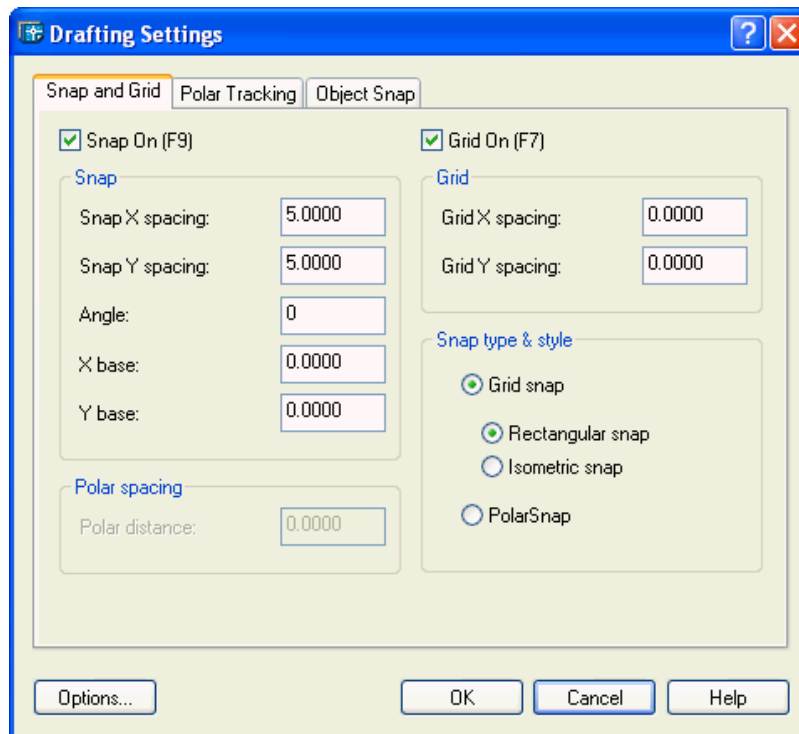 Drafting Settings
Snap and Grid
Polar Tracking
Object Snap
Snap On (F9)
Snap
Snap X spacing: 5.0000
Snap Y spacing: 5.0000
Angle: 0
X base: 0.0000
Y base: 0.0000
Polar spacing
Polar distance: 0.0000
Grid On (F7)
Grid
Grid X spacing: 0.0000
Grid Y spacing: 0.0000
Snap type & style
Grid snap
Rectangular snap
Isometric snap
PolarSnap
Options...
OK
Cancel
Help